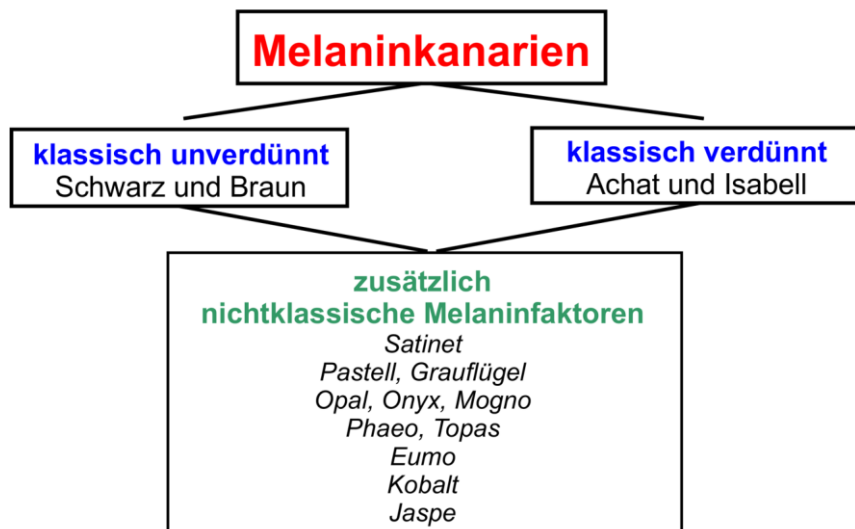 Melaninkanarien
klassisch unverdünnt
Schwarz und Braun
klassisch verdünnt
Achat und Isabell
zusätzlich
nichtklassische Melaninfaktoren
Satinet
Pastell, Grauflügel
Opal, Onyx, Mogno
Phaeo, Topas
Eumo
Kobalt
Jaspe